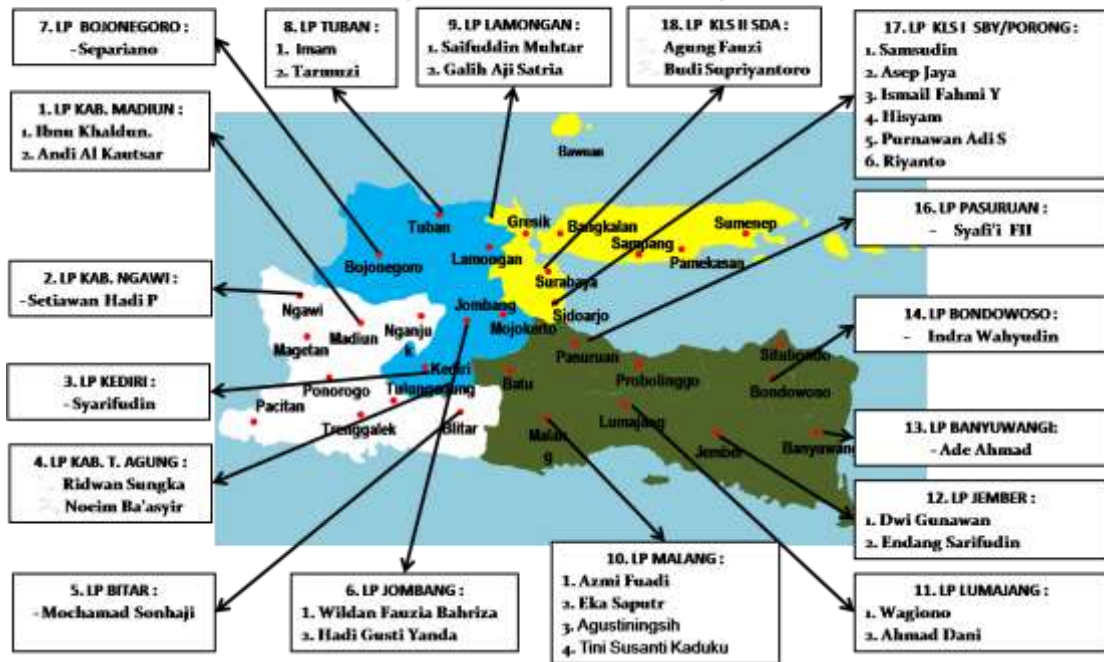 7. LP BOJONEGORO :
- Separiano
8. LP TUBAN :
1. Imam
2. Tarmuzi
9. LP LAMONGAN :
1. Saifuddin Muhtar
2. Galih Aji Satria
18. LP KLS II SDA :
Agung Fauzi
Budi Supriyantoro
17. LP KLS I SBY/PORONG :
1. Samsudin
2. Asep Jaya
3. Ismail Fahmi Y
4. Hisyam
5. Purnawan Adi S
6. Riyanto
1. LP KAB. MADIUN :
1. Ibnu Khaldun.
2. Andi Al Kautsar
16. LP PASURUAN :
- Syafi'i FII
2. LP KAB. NGAWI :
-Setiawan Hadi P
14. LP BONDOWOSO :
- Indra Wahyudin
3. LP KEDIRI :
-Syarifudin
13. LP BANYUWANGI:
- Ade Ahmad
4. LP KAB. T. AGUNG :
Ridwan Sungka
Noeim Ba'asyir
12. LP JEMBER :
1. Dwi Gunawan
2. Endang Sarifudin
5. LP BITAR :
-Mochamad Sonhaji
6. LP JOMBANG :
1. Wildan Fauzia Bahriza
2. Hadi Gusti Yanda
10. LP MALANG :
1. Azmi Fuadi
2. Eka Saputr
3. Agustiningsih
4. Tini Susanti Kaduku
11. LP LUMAJANG :
1. Wagiono
2. Ahmad Dani
Bawean
Tuban
Gresik
Bangkalan
Sumenep
Sampang
Pamekasan
Lamongan
Bojonegoro
Surabaya
Ngawi
Jombang
Mojokerto
Sidoarjo
Madiun
Nganju
k
Magetan
Pasuruan
Situbondo
Kediri
Batu
Probolinggo
Bondowono
Ponorogo
Tulungagung
Pacitan
Trenggalek
Blitar
Lumajang
Malan
g
Jember
Banyuwang